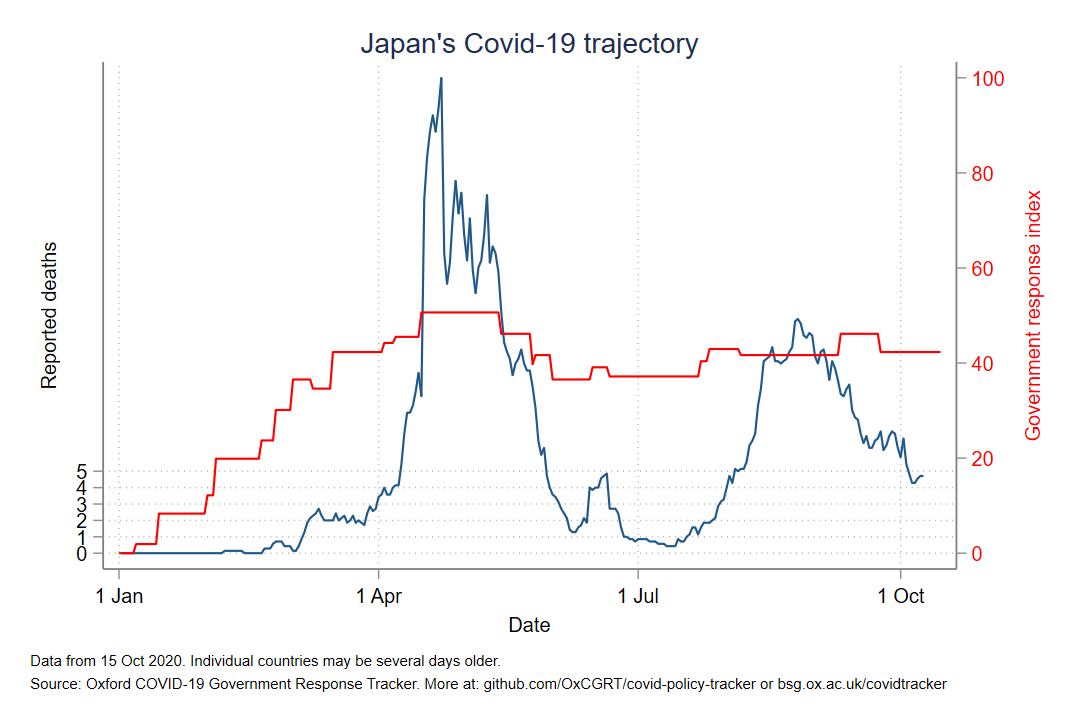 Japan's Covid-19 trajectory
100
80
60
40
20
0
Government response index
Reported deaths
5
4
3
2
1
0
1 Jan
1 Apr
1 Jul
1 Oct
Date
Data from 15 Oct 2020. Individual countries may be several days older.
Source: Oxford COVID-19 Government Response Tracker. More at: github.com/OxCGRT/covid-policy-tracker or bsg.ox.ac.uk/covidtracker